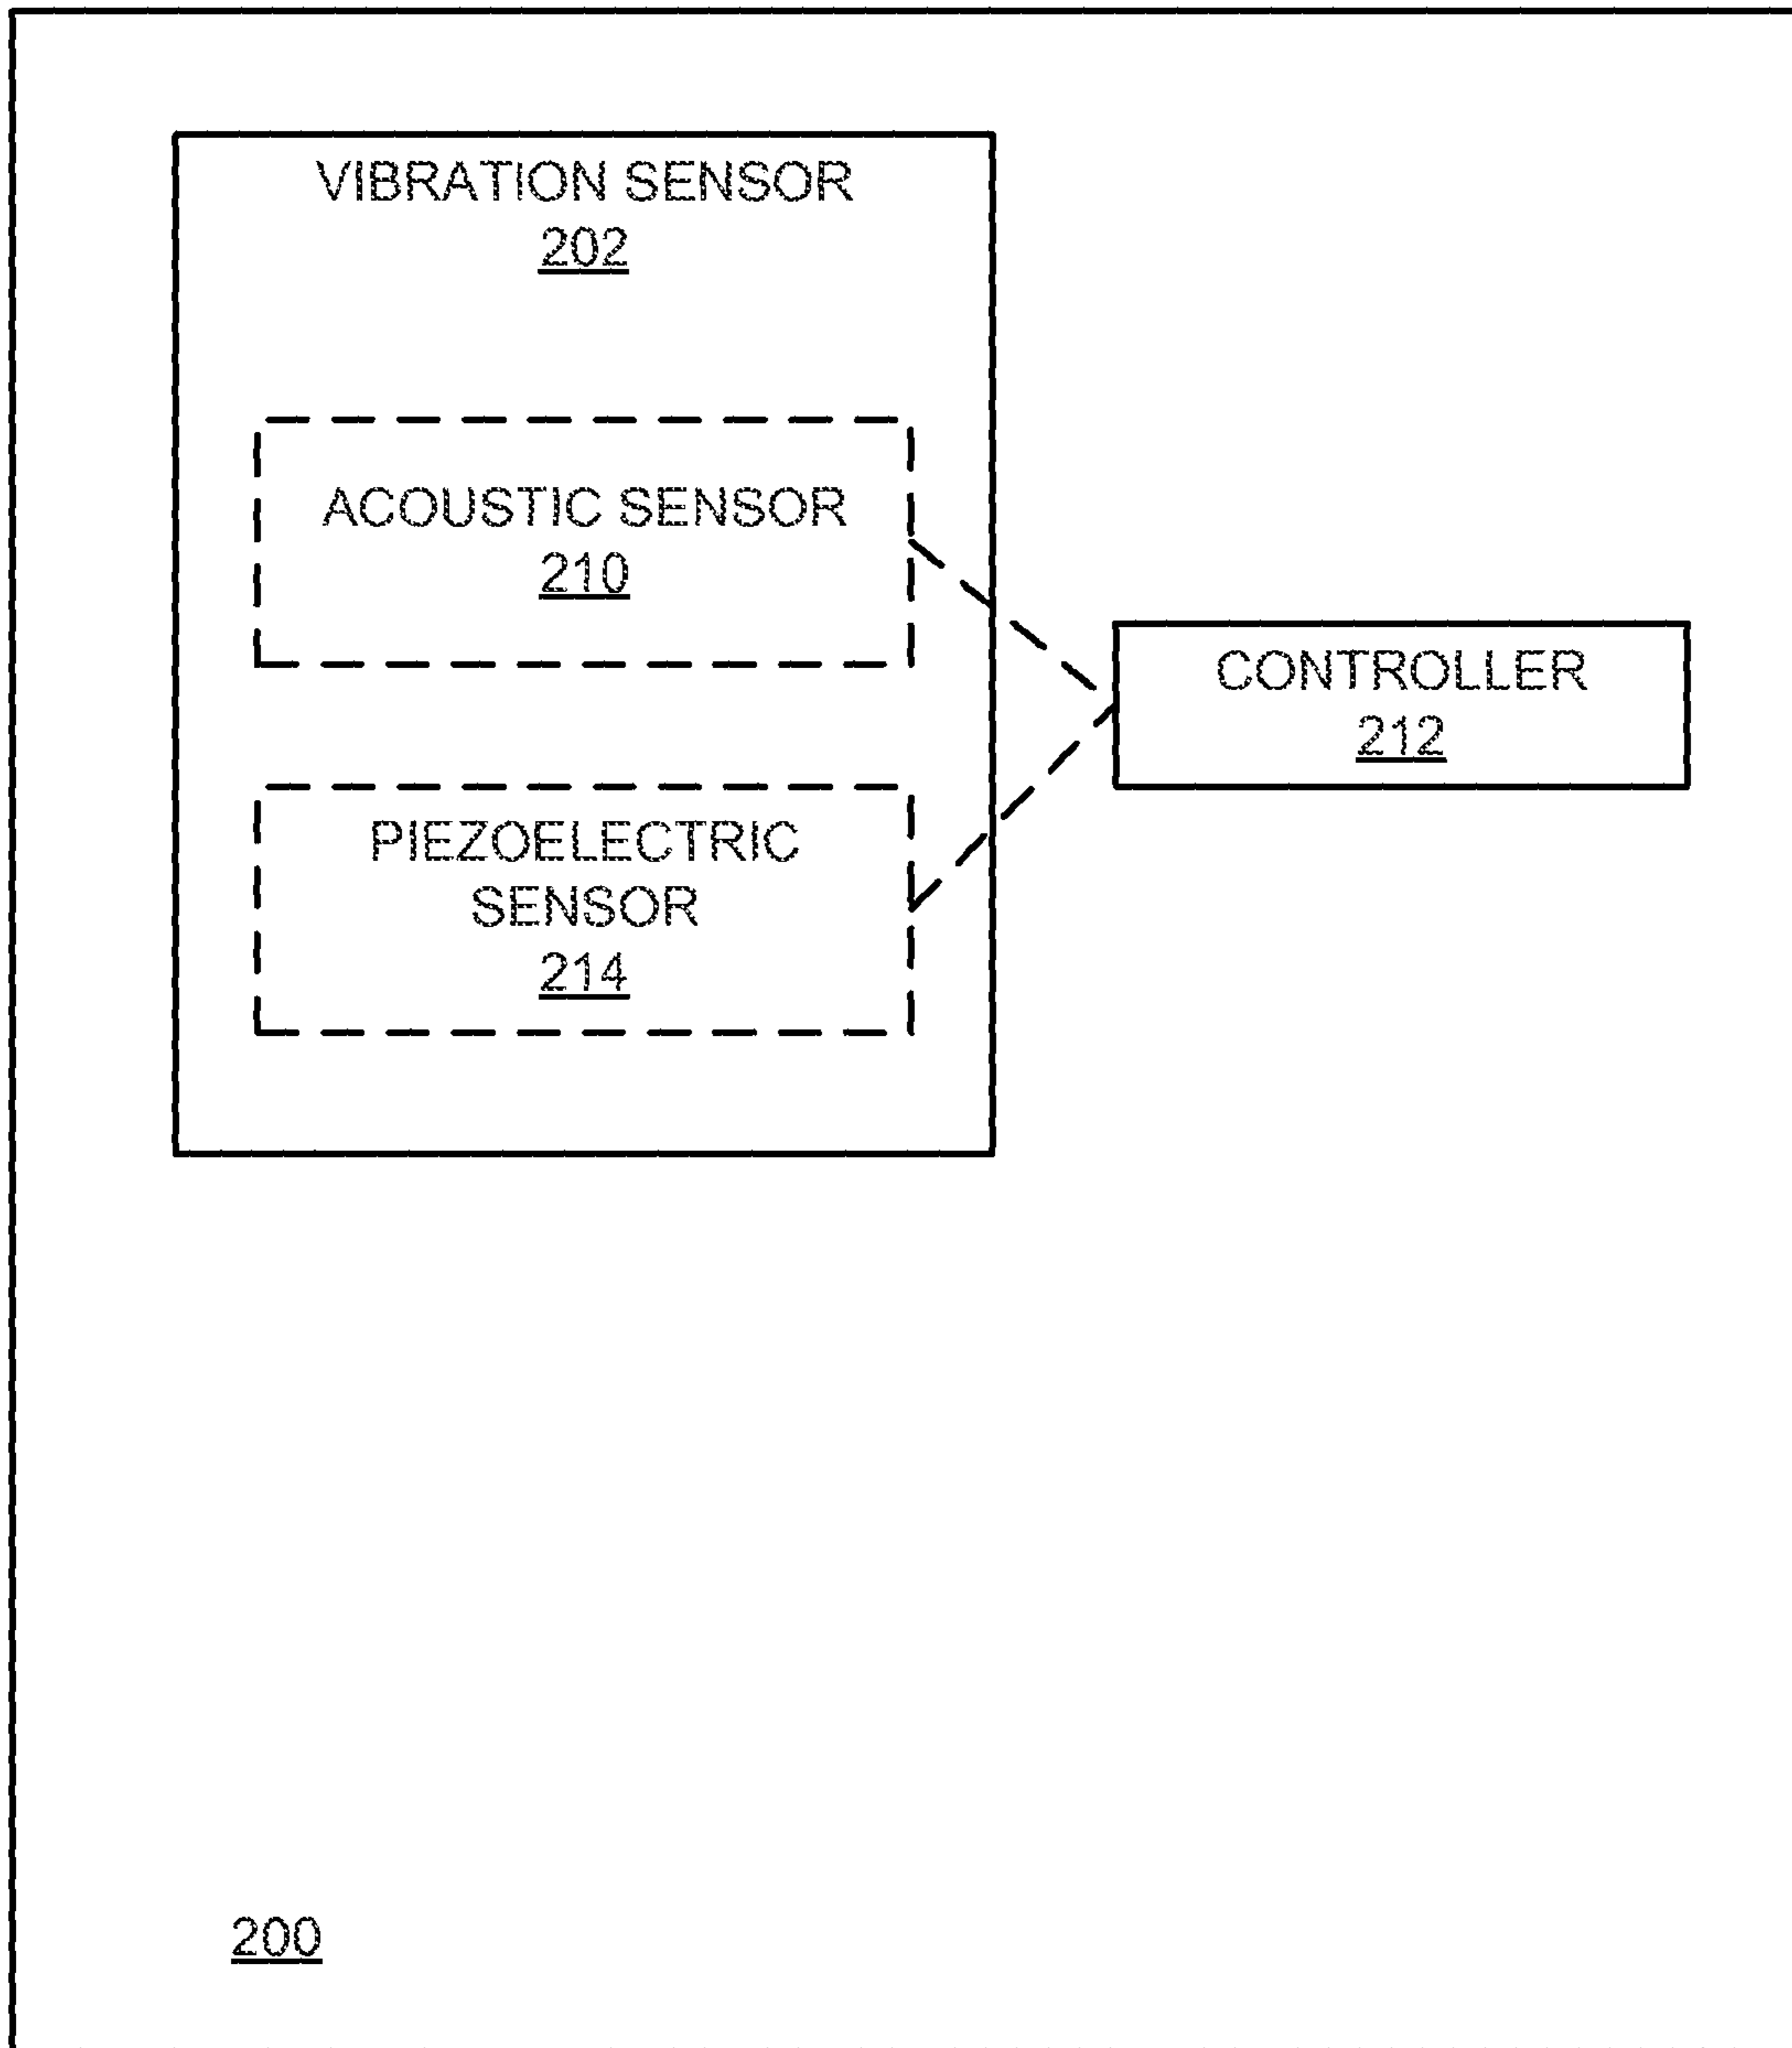 VIBRATION SENSOR
202
ACOUSTIC SENSOR
210
CONTROLLER
212
PIEZOELECTRIC
SENSOR
214
200